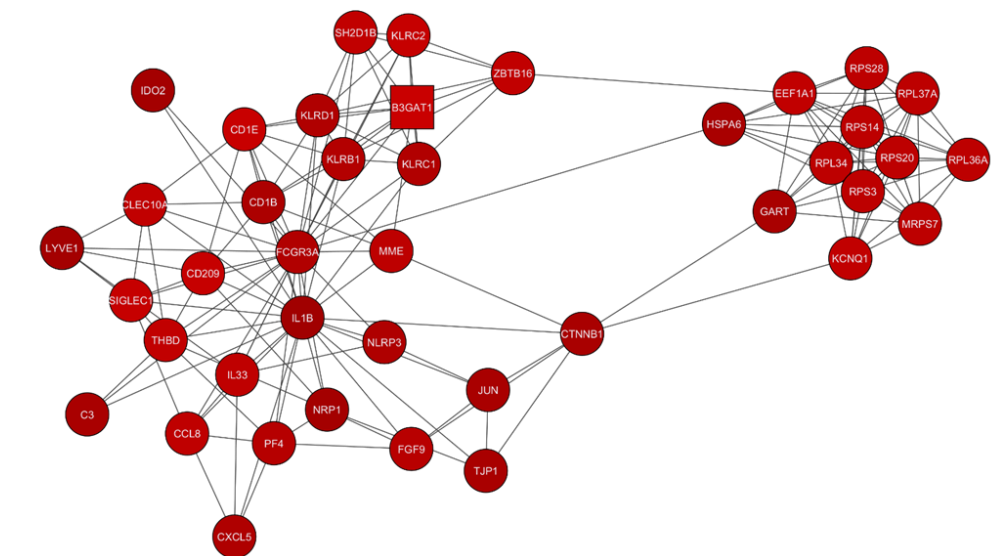 SH2D1B
KLRC2
ZBTB16
RPS28
IDO2
B3GAT1
EEF1A1
RPL37A
KLRD1
CD1E
HSPA6
RPS14
KLRB1
KLRC1
RPL34
RPS20
RPL36A
CD1B
RPS3
CLEC10A
GART
MRPS7
LYVE1
FCGR3A
MME
KCNQ1
CD209
SIGLEC1
IL1B
CTNNB1
THBD
NLRP3
IL33
JUN
C3
NRP1
CCL8
PF4
FGF9
TJP1
CXCL5